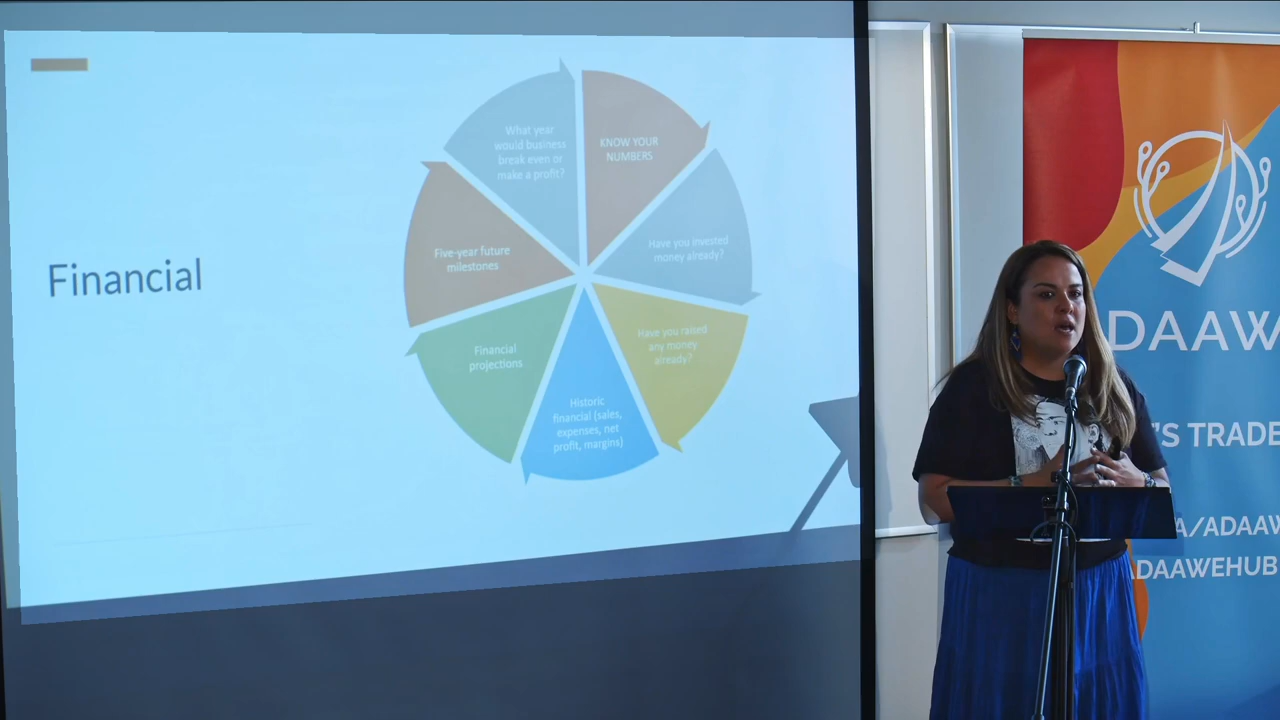 Financial
KNOW YOUR
NUMBERS
Have you invested
money already?
Have you raised
any money
already?
Historic
financial (sales,
expenses, net
profit, margins)
Financial
projections
Five-year future
milestones
What year
would business
break even or
make a profit?
DAAW
'S TRADE
A/ADAAW
DAAWEHUB